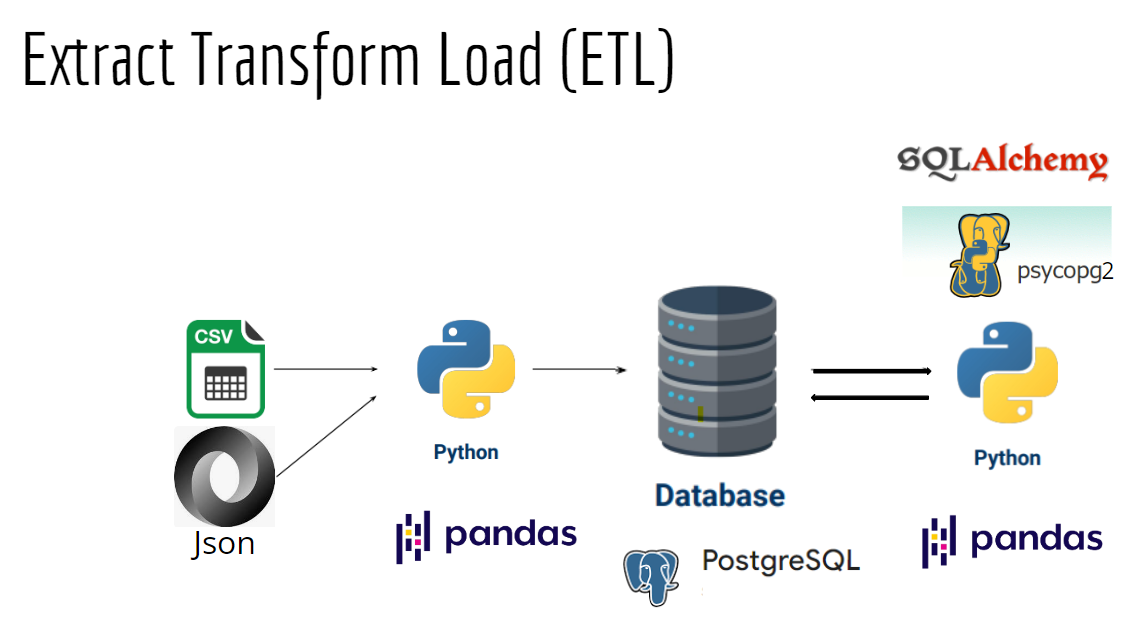 Extract Transform Load (ETL)
SQLAlchemy
psycopg2
CSV
Json
Python
pandas
Database
PostgreSQL
Python
pandas